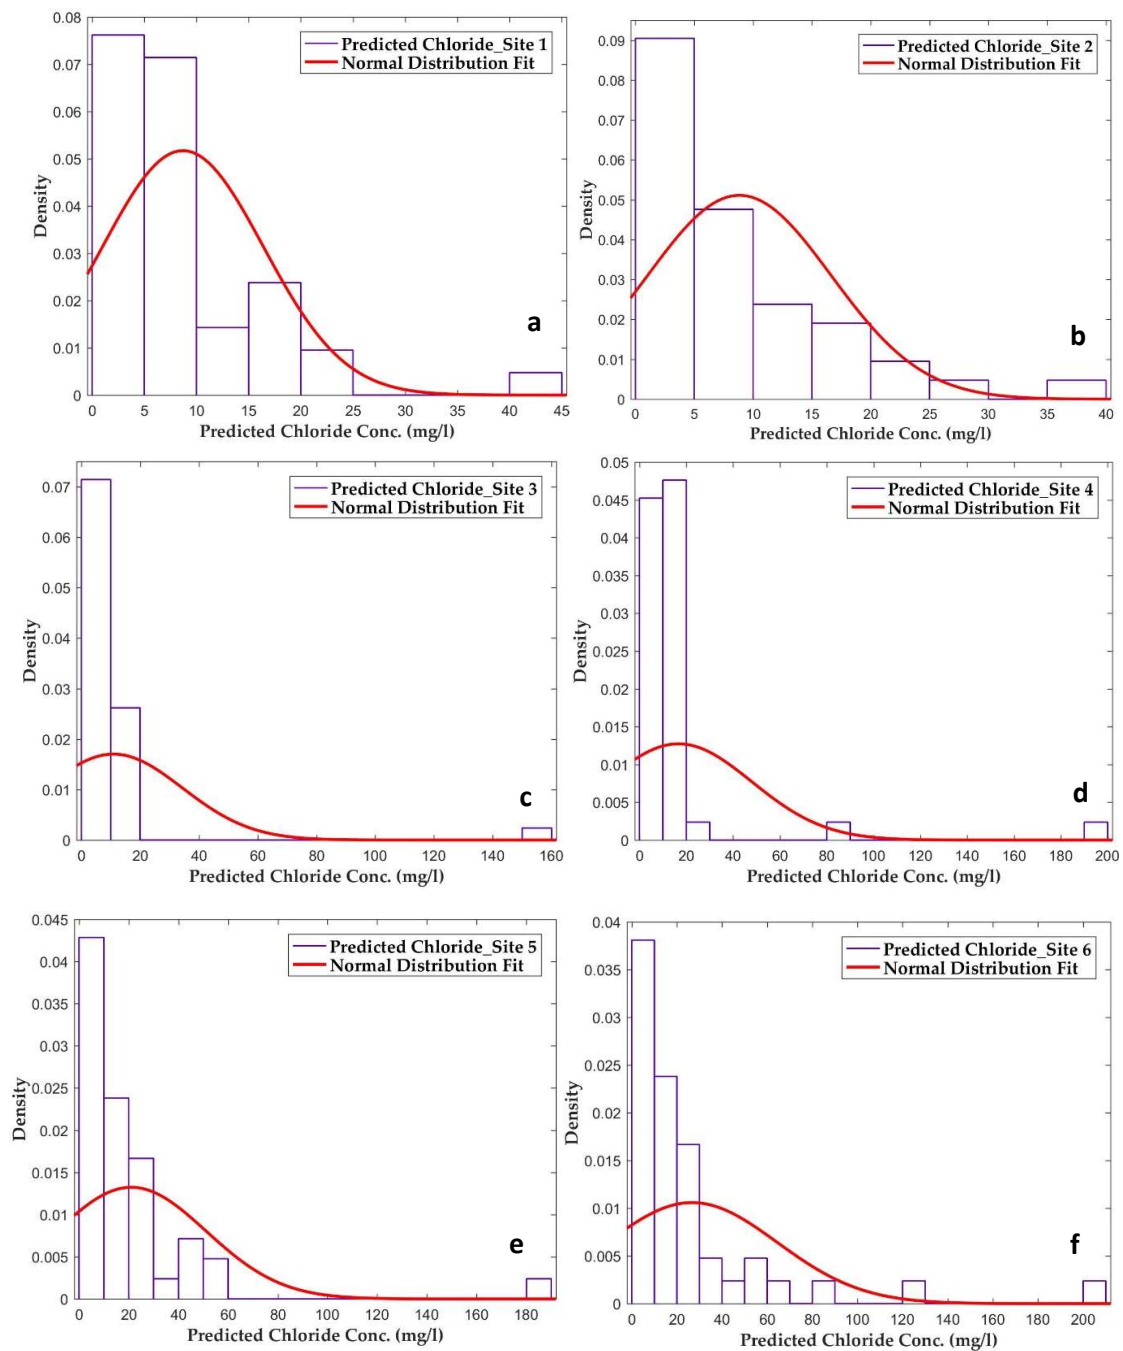 0.08
0.07
0.06
0.05
0.04
0.03
0.02
0.01
0
Density
Predicted Chloride_Site 1
Normal Distribution Fit
a
0 5 10 15 20 25 30 35 40 45
Predicted Chloride Conc. (mg/l)
0.09
0.08
0.07
0.06
0.05
0.04
0.03
0.02
0.01
0
Density
Predicted Chloride_Site 2
Normal Distribution Fit
b
0 5 10 15 20 25 30 35 40
Predicted Chloride Conc. (mg/l)
0.07
0.06
0.05
0.04
0.03
0.02
0.01
0
Density
Predicted Chloride_Site 3
Normal Distribution Fit
c
0 20 40 60 80 100 120 140 160
Predicted Chloride Conc. (mg/l)
0.05
0.045
0.04
0.035
0.03
0.025
0.02
0.015
0.01
0.005
0
Density
Predicted Chloride_Site 4
Normal Distribution Fit
d
0 20 40 60 80 100 120 140 160 180 200
Predicted Chloride Conc. (mg/l)
0.045
0.04
0.035
0.03
0.025
0.02
0.015
0.01
0.005
0
Density
Predicted Chloride_Site 5
Normal Distribution Fit
e
0 20 40 60 80 100 120 140 160 180
Predicted Chloride Conc. (mg/l)
0.04
0.035
0.03
0.025
0.02
0.015
0.01
0.005
0
Density
Predicted Chloride_Site 6
Normal Distribution Fit
f
0 20 40 60 80 100 120 140 160 180 200
Predicted Chloride Conc. (mg/l)